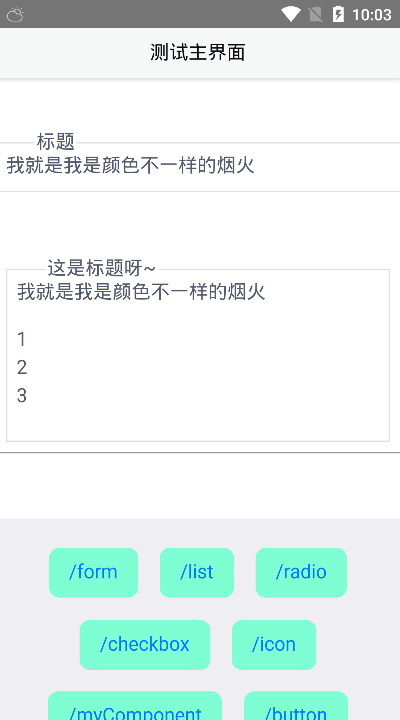 10:03
测试主界面
标题
我就是我是颜色不一样的烟火
这是标题呀~
我就是我是颜色不一样的烟火
1
2
3
/form /list /radio
/checkbox /icon
/myComponent /button